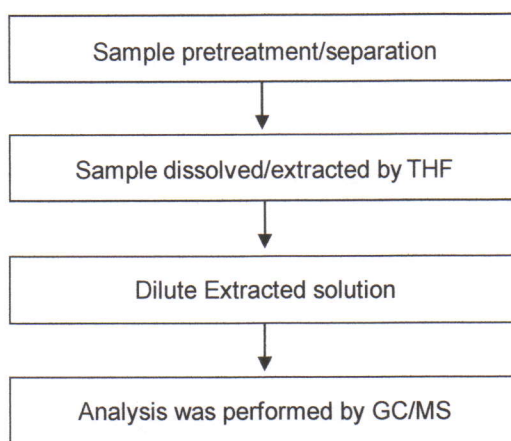 Sample pretreatment/separation
Sample dissolved/extracted by THF
Dilute Extracted solution
Analysis was performed by GC/MS